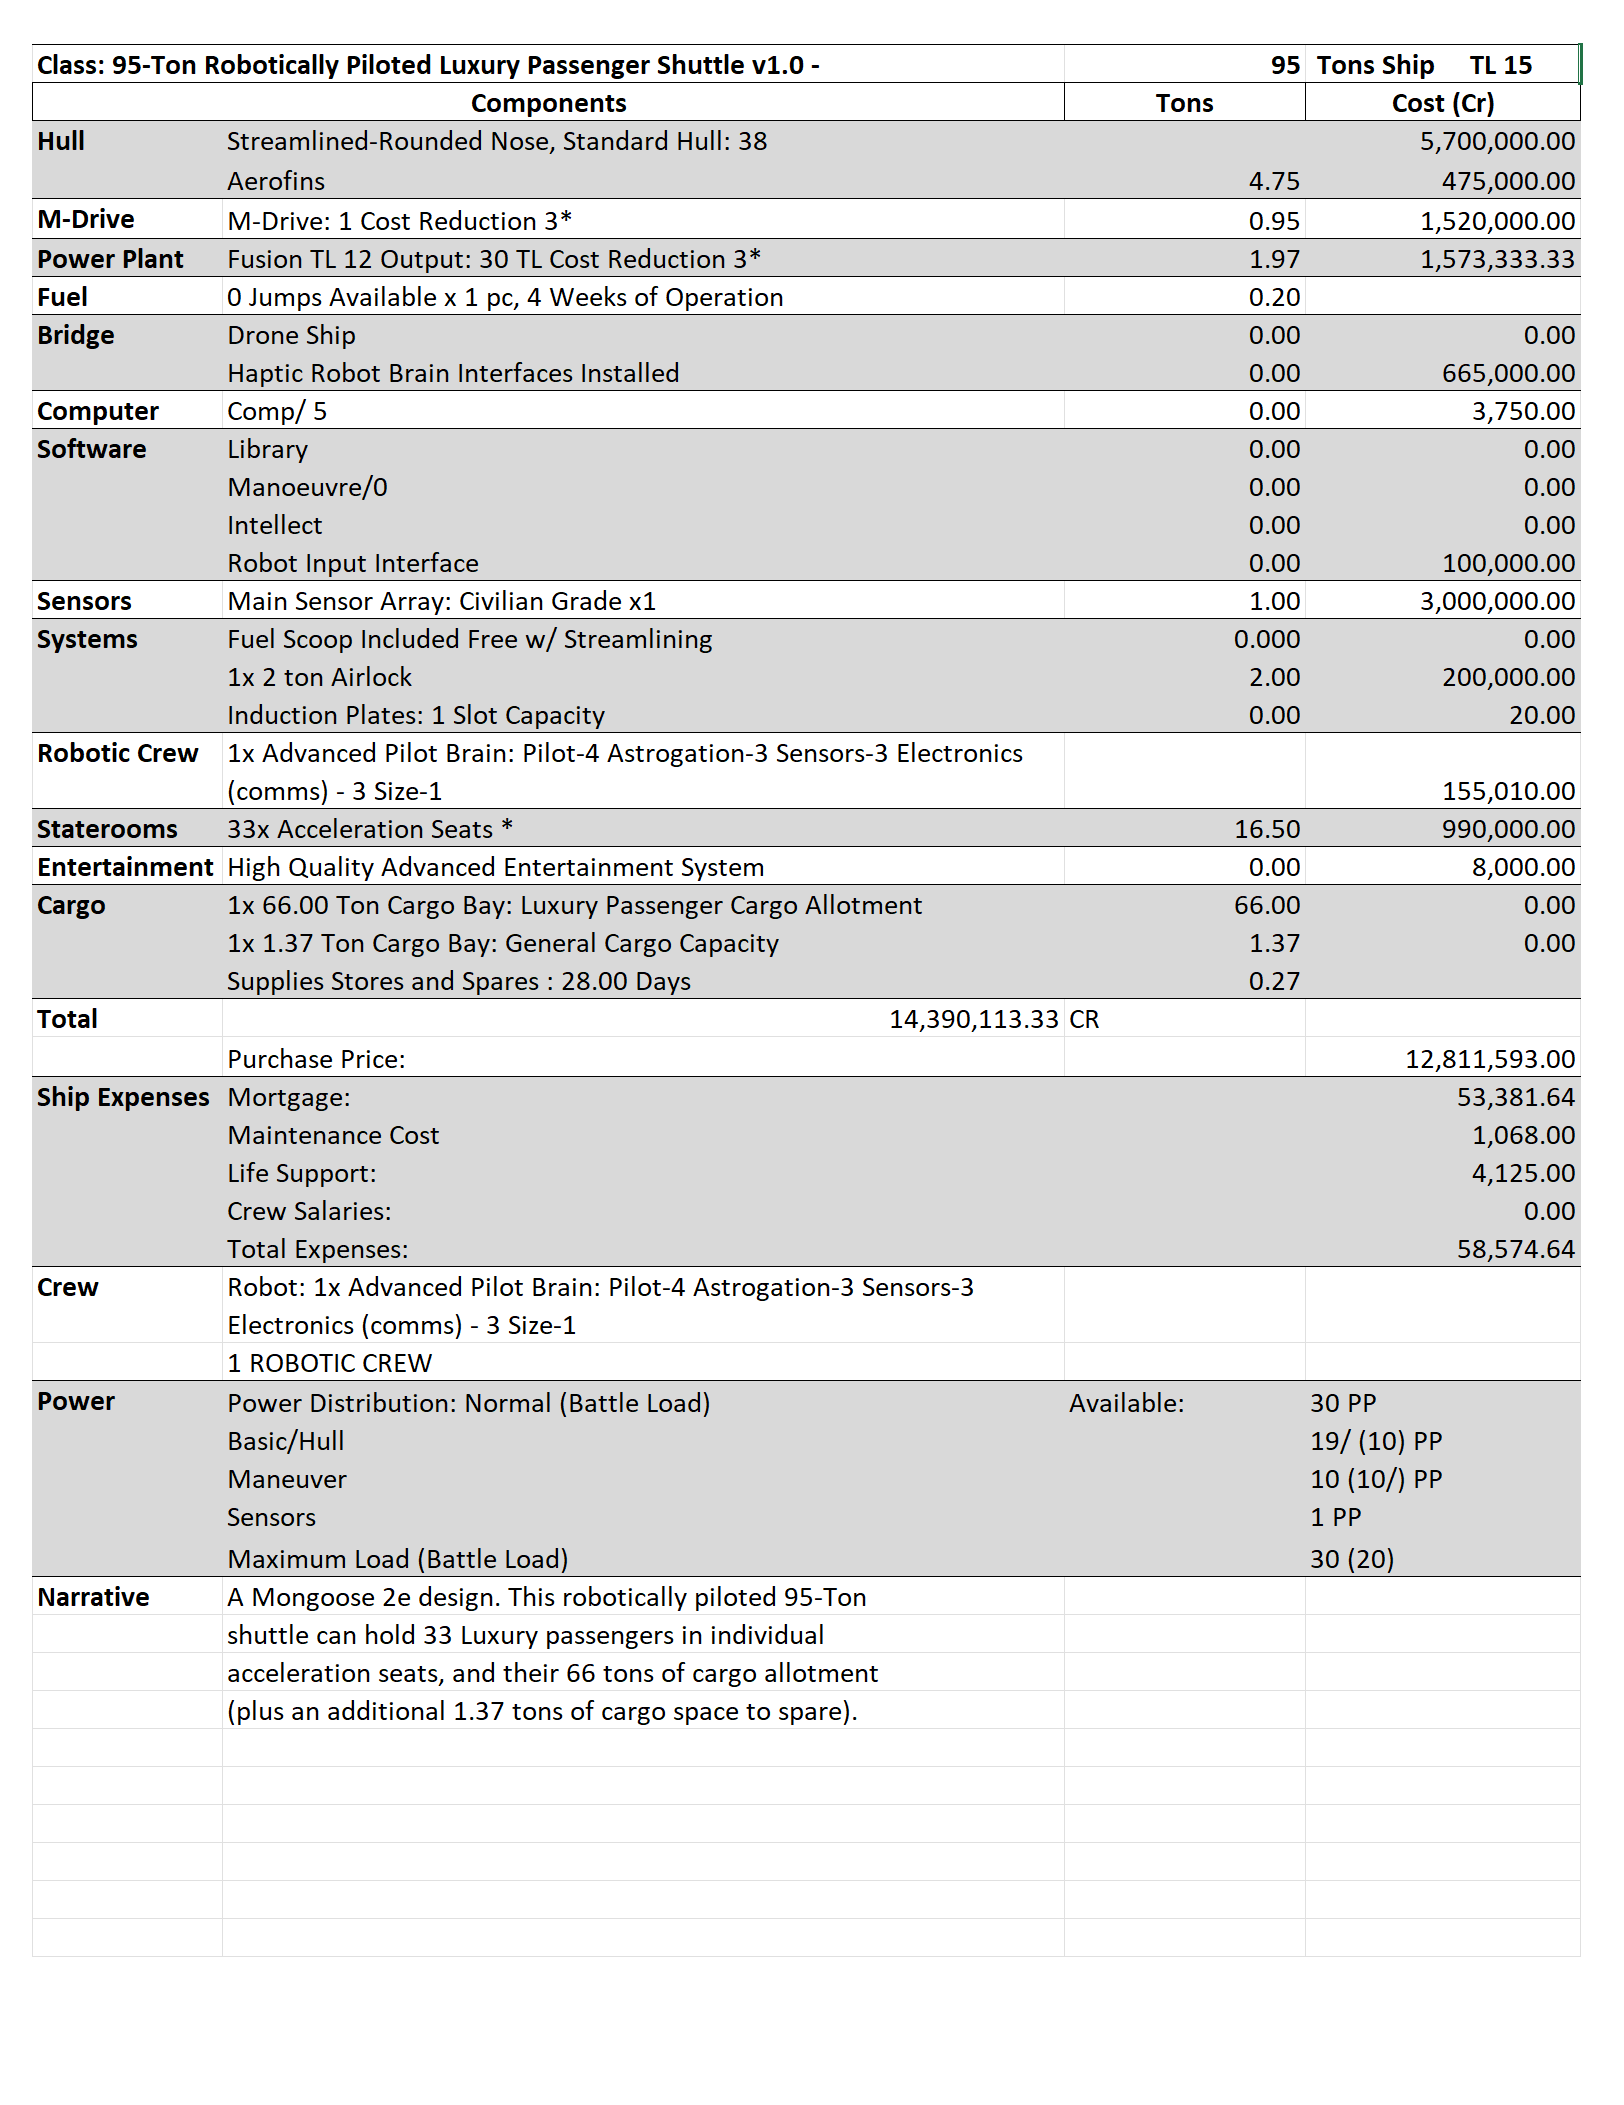 Class: 95-Ton Robotically Piloted Luxury Passenger Shuttle v1.0 - 95 Tons Ship TL 15
Components Tons Cost (Cr)
Hull Streamlined-Rounded Nose, Standard Hull: 38 5,700,000.00
Aerofins 4.75 475,000.00
M-Drive M-Drive: 1 Cost Reduction 3* 0.95 1,520,000.00
Power Plant Fusion TL 12 Output: 30 TL Cost Reduction 3* 1.97 1,573,333.33
Fuel 0 Jumps Available x 1 pc, 4 Weeks of Operation 0.20
Bridge Drone Ship 0.00 0.00
Haptic Robot Brain Interfaces Installed 0.00 665,000.00
Computer Comp/ 5 0.00 3,750.00
Software Library 0.00 0.00
Manoeuvre/0 0.00 0.00
Intellect 0.00 0.00
Robot Input Interface 0.00 100,000.00
Sensors Main Sensor Array: Civilian Grade x1 1.00 3,000,000.00
Systems Fuel Scoop Included Free w/ Streamlining 0.000 0.00
1x 2 ton Airlock 2.00 200,000.00
Induction Plates: 1 Slot Capacity 0.00 20.00
Robotic Crew 1x Advanced Pilot Brain: Pilot-4 Astrogation-3 Sensors-3 Electronics
(comms) - 3 Size-1 155,010.00
Staterooms 33x Acceleration Seats * 16.50 990,000.00
Entertainment High Quality Advanced Entertainment System 0.00 8,000.00
Cargo 1x 66.00 Ton Cargo Bay: Luxury Passenger Cargo Allotment 66.00 0.00
1x 1.37 Ton Cargo Bay: General Cargo Capacity 1.37 0.00
Supplies Stores and Spares : 28.00 Days 0.27
Total 14,390,113.33 CR
Purchase Price: 12,811,593.00
Ship Expenses Mortgage: 53,381.64
Maintenance Cost 1,068.00
Life Support: 4,125.00
Crew Salaries: 0.00
Total Expenses: 58,574.64
Crew Robot: 1x Advanced Pilot Brain: Pilot-4 Astrogation-3 Sensors-3
Electronics (comms) - 3 Size-1
1 ROBOTIC CREW
Power Power Distribution: Normal (Battle Load) Available: 30 PP
Basic/Hull 19/ (10) PP
Maneuver 10 (10/) PP
Sensors 1 PP
Maximum Load (Battle Load) 30 (20)
Narrative A Mongoose 2e design. This robotically piloted 95-Ton
shuttle can hold 33 Luxury passengers in individual
acceleration seats, and their 66 tons of cargo allotment
(plus an additional 1.37 tons of cargo space to spare).